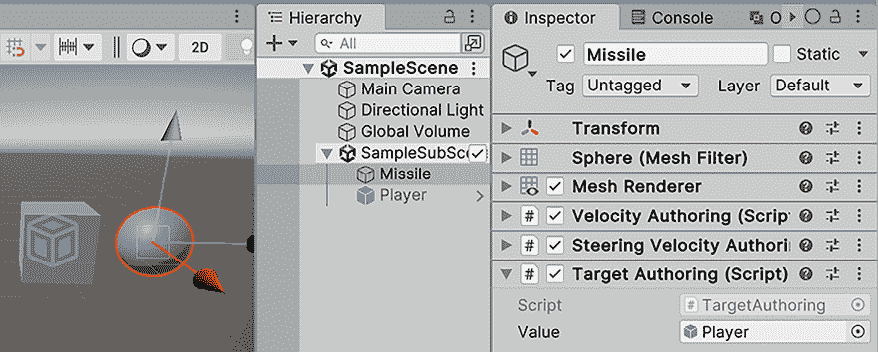 2D
Hierarchy
All
SampleScene
Main Camera
Directional Light
Global Volume
SampleSubSce
Missile
Player
Inspector
Console
O
Missile
Static
Tag Untagged Layer Default
Transform
Sphere (Mesh Filter)
Mesh Renderer
# Velocity Authoring (Scrip
# Steering Velocity Authori
# Target Authoring (Script)
Script # TargetAuthoring
Value Player